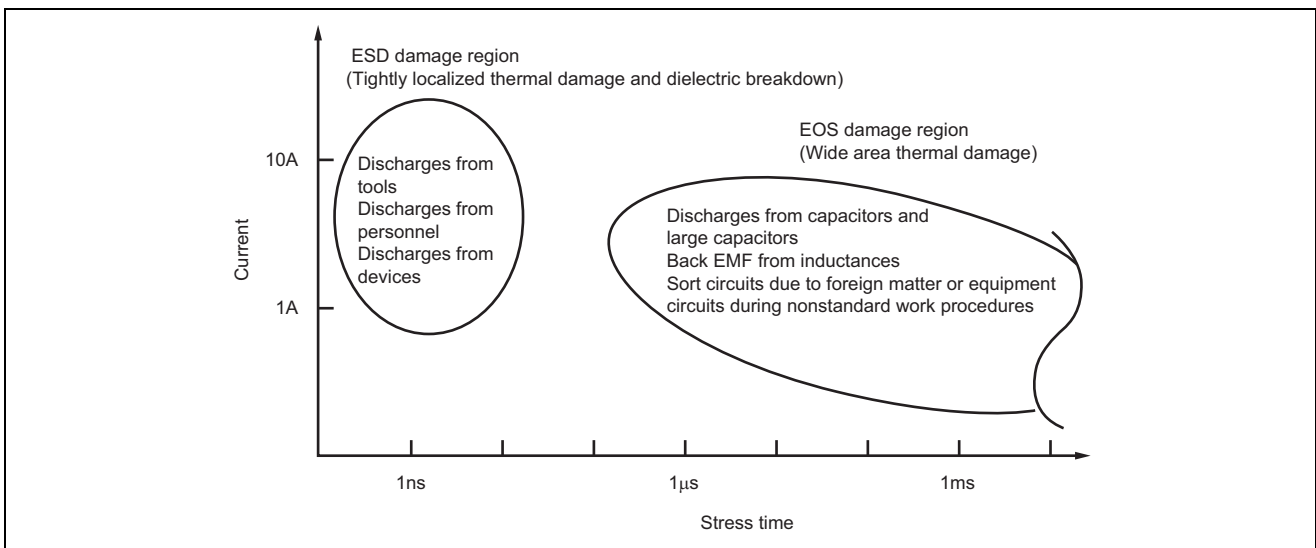 ESD damage region
(Tightly localized thermal damage and dielectric breakdown)
EOS damage region
(Wide area thermal damage)
10A
Discharges from
tools
Discharges from
personnel
Discharges from
devices
Discharges from capacitors and
large capacitors
Back EMF from inductances
Sort circuits due to foreign matter or equipment
circuits during nonstandard work procedures
Current
1A
1ns
1μs
1ms
Stress time